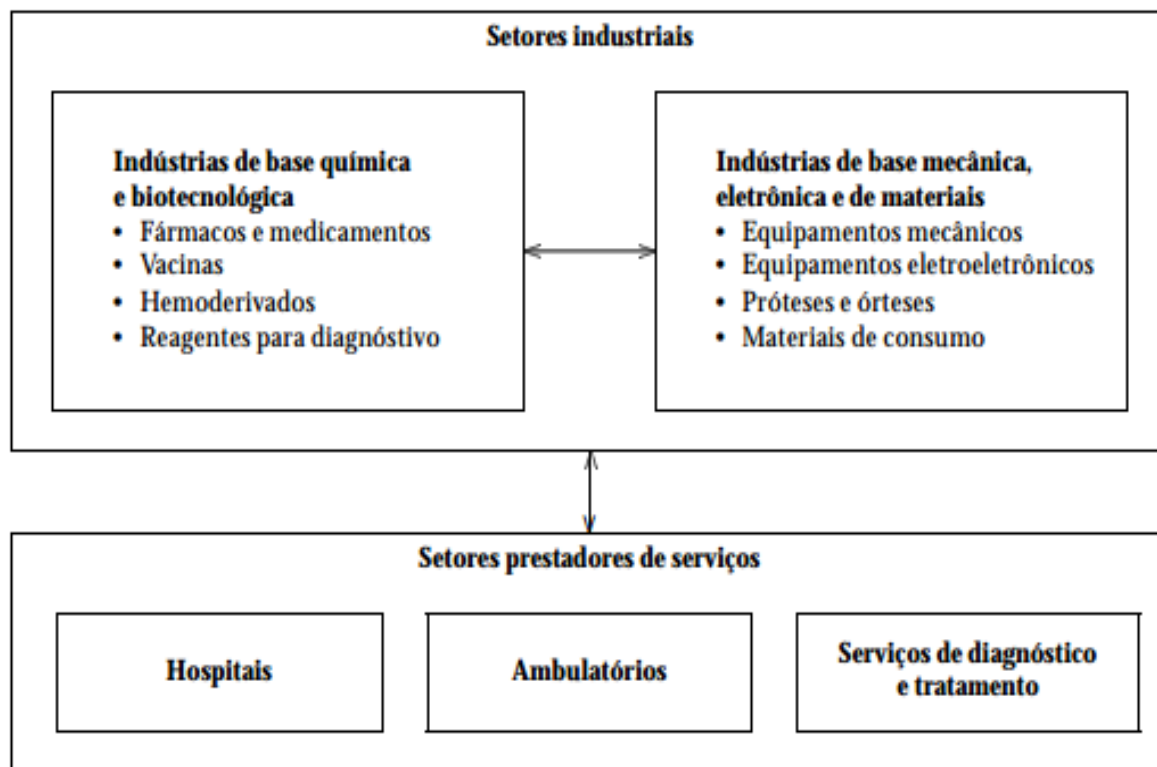 Setores industriais
Indústrias de base química
e biotecnológica
• Fármacos e medicamentos
• Vacinas
• Hemoderivados
• Reagentes para diagnóstivo
Indústrias de base mecânica,
eletrônica e de materiais
• Equipamentos mecânicos
• Equipamentos eletroeletrônicos
• Próteses e órteses
• Materiais de consumo
Setores prestadores de serviços
Hospitais
Ambulatórios
Serviços de diagnóstico
e tratamento